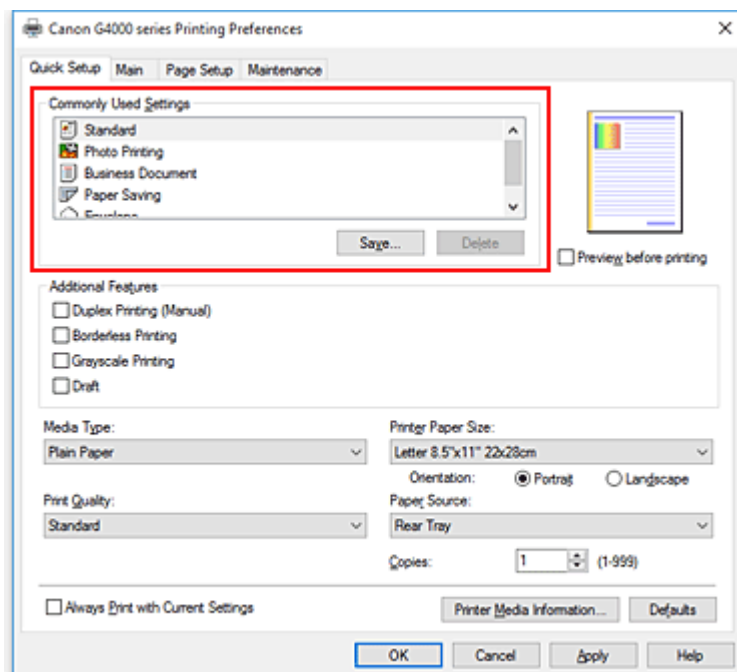 Canon G4000 series Printing Preferences
Quick Setup Main Page Setup Maintenance
Commonly Used Settings
Standard
Photo Printing
Business Document
Paper Saving
Envelope
Save... Delete
Preview before printing
Additional Features
Duplex Printing (Manual)
Borderless Printing
Grayscale Printing
Draft
Media Type:
Plain Paper
Printer Paper Size:
Letter 8.5"x11" 22x28cm
Orientation: Portrait Landscape
Print Quality:
Standard
Paper Source:
Rear Tray
Copies: 1 (1-999)
Always Print with Current Settings
Printer Media Information... Defaults
OK Cancel Apply Help